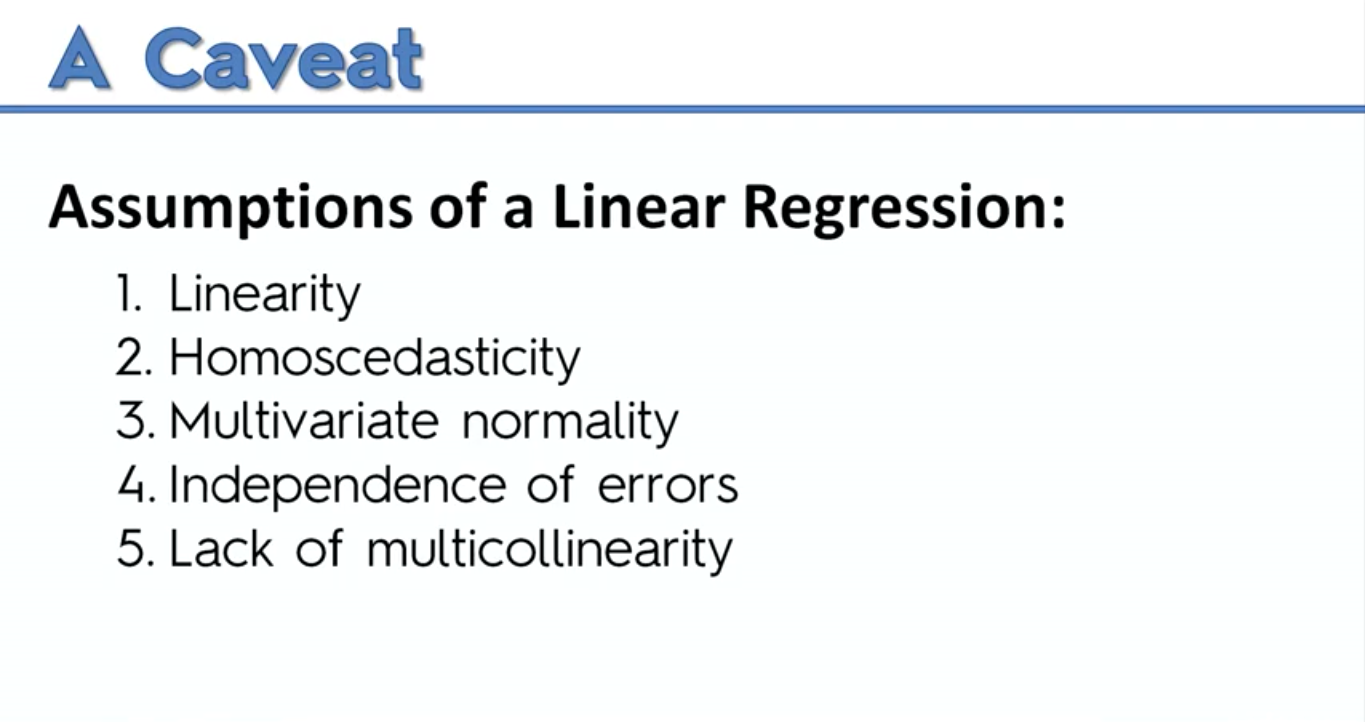 A Caveat
Assumptions of a Linear Regression:
1. Linearity
2. Homoscedasticity
3. Multivariate normality
4. Independence of errors
5. Lack of multicollinearity